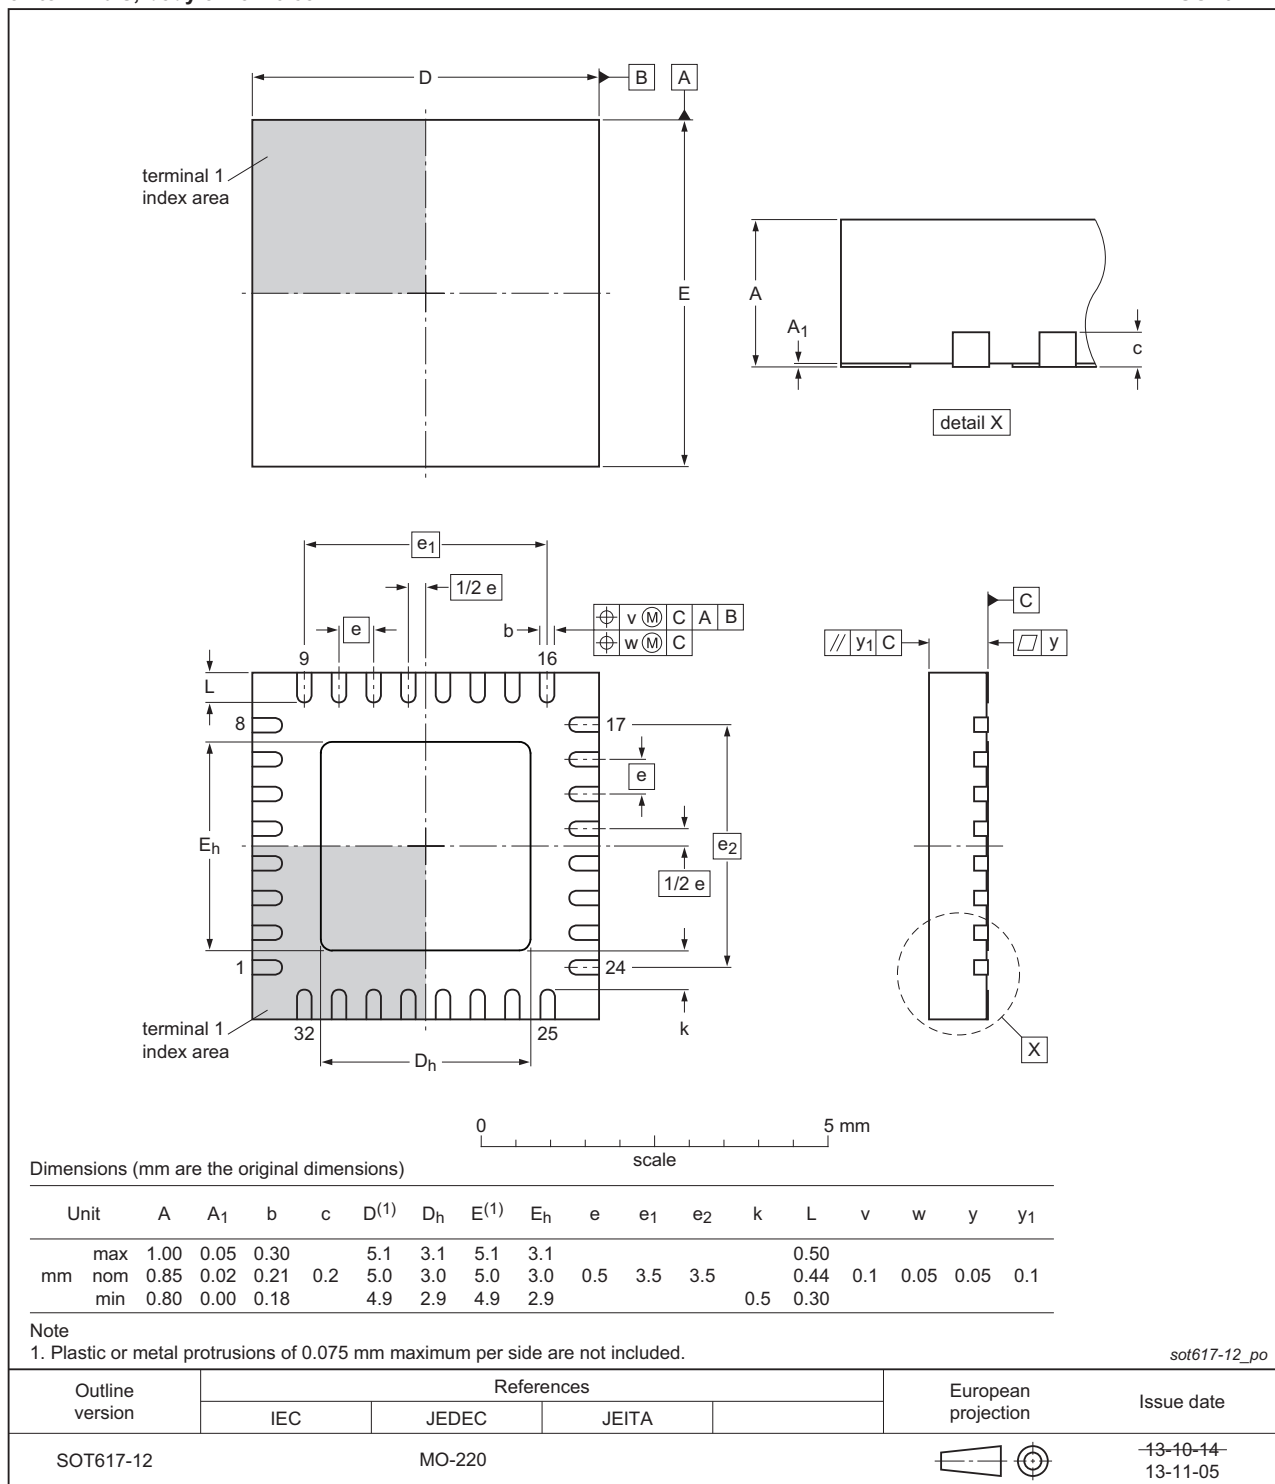 D
B
A
terminal 1
index area
E
A
A1
c
detail X
e1
1/2 e
e
b
v M C A B
w M C
9
16
L
8
17
e
Eh
e2
1/2 e
1
24
k
terminal 1
index area
32
25
Dh
C
// y1 C
y
X
0
5 mm
scale
Dimensions (mm are the original dimensions)
Unit A A1 b c D(1) Dh E(1) Eh e e1 e2 k L v w y y1
max 1.00 0.05 0.30 5.1 3.1 5.1 3.1 0.50
mm nom 0.85 0.02 0.21 0.2 5.0 3.0 5.0 3.0 0.5 3.5 3.5 0.44 0.1 0.05 0.05 0.1
min 0.80 0.00 0.18 4.9 2.9 4.9 2.9 0.5 0.30
Note
1. Plastic or metal protrusions of 0.075 mm maximum per side are not included.
sot617-12_po
Outline
version
References
IEC
JEDEC
JEITA
European
projection
Issue date
SOT617-12
MO-220
13-10-14
13-11-05